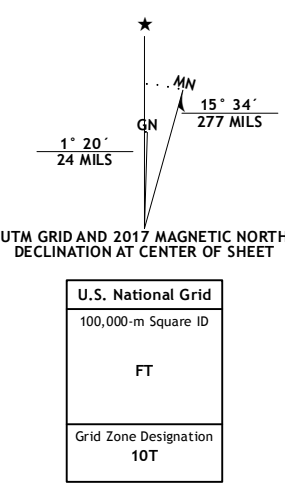 MN
15° 34´
277 MILS
GN
1° 20´
24 MILS
UTM GRID AND 2017 MAGNETIC NORTH
DECLINATION AT CENTER OF SHEET
U.S. National Grid
100,000-m Square ID
FT
Grid Zone Designation
10T